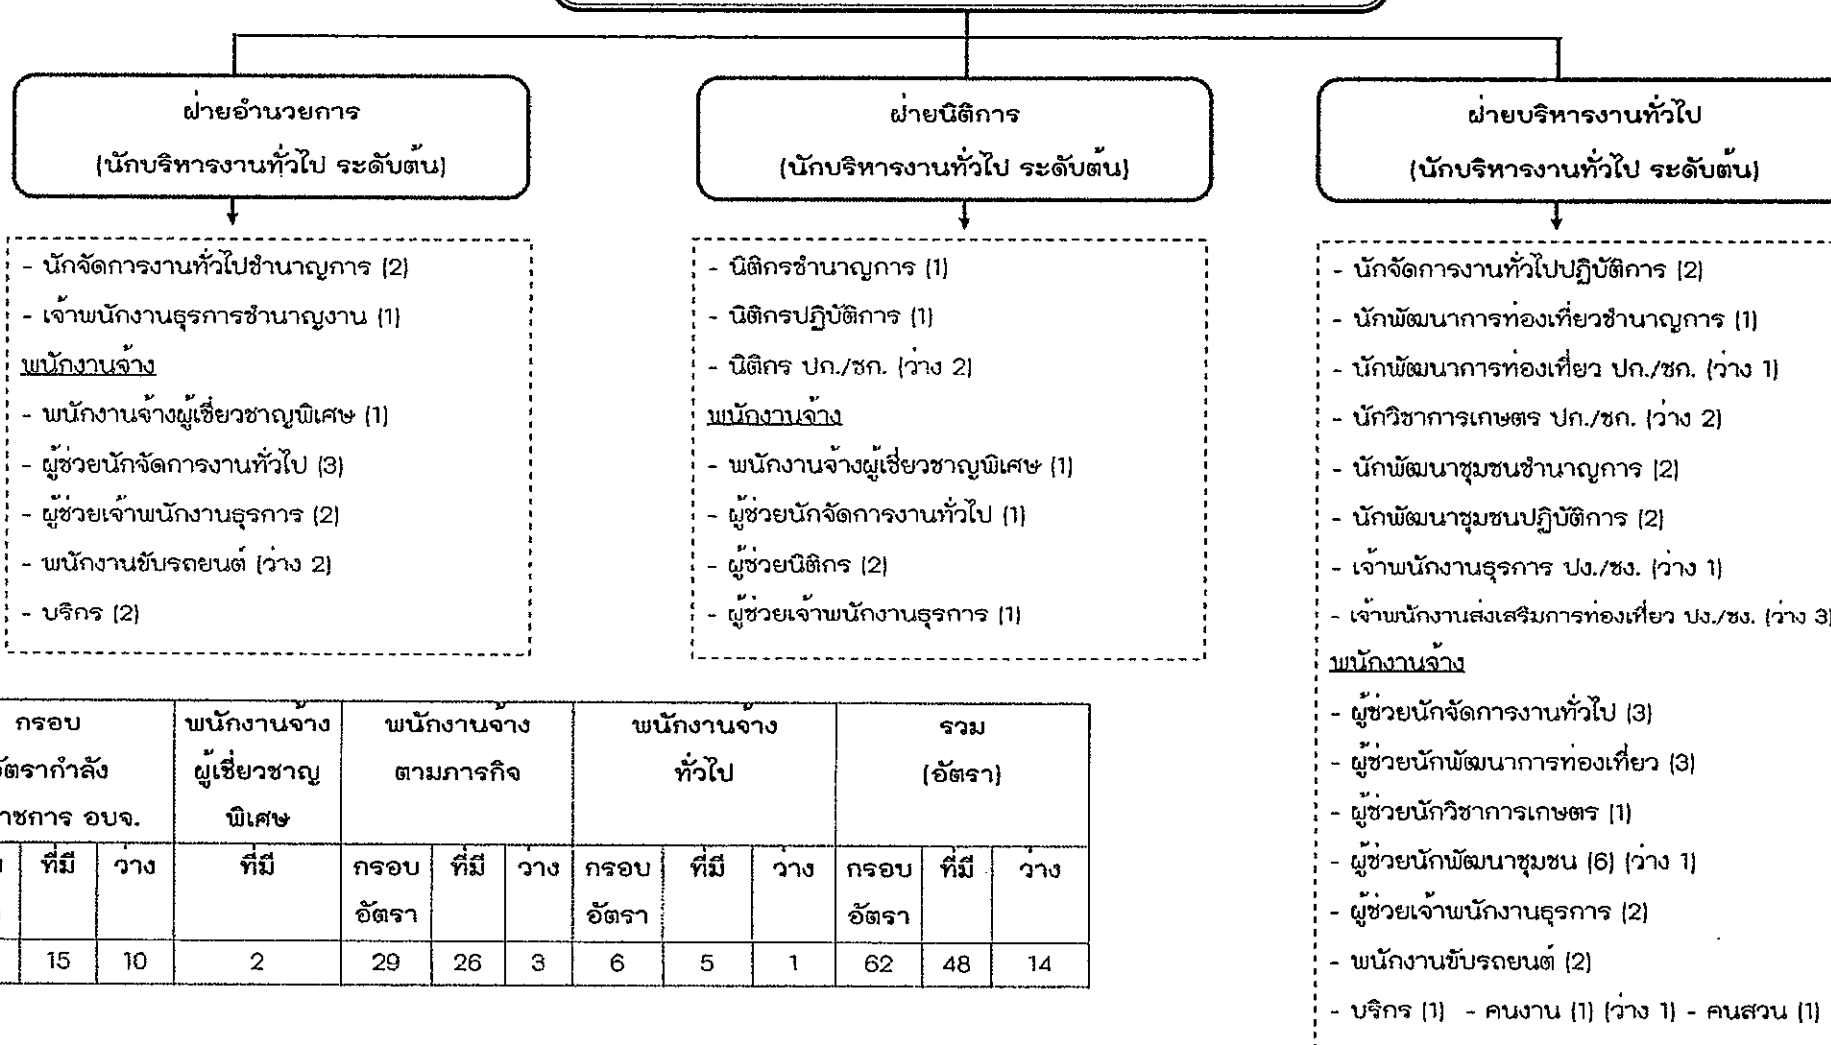 ฝ่ายอำนวยการ
(นักบริหารงานทั่วไป ระดับต้น)
- นักจัดการงานทั่วไปชำนาญการ (2)
- เจ้าพนักงานธุรการชำนาญงาน (1)
พนักงานจ้าง
- พนักงานจ้างผู้เชี่ยวชาญพิเศษ (1)
- ผู้ช่วยนักจัดการงานทั่วไป (3)
- ผู้ช่วยเจ้าพนักงานธุรการ (2)
- พนักงานขับรถยนต์ (ว่าง 2)
- บริกร (2)
ฝ่ายนิติการ
(นักบริหารงานทั่วไป ระดับต้น)
- นิติกรชำนาญการ (1)
- นิติกรปฏิบัติการ (1)
- นิติกร ปก./ชก. (ว่าง 2)
พนักงานจ้าง
- พนักงานจ้างผู้เชี่ยวชาญพิเศษ (1)
- ผู้ช่วยนักจัดการงานทั่วไป (1)
- ผู้ช่วยนิติกร (2)
- ผู้ช่วยเจ้าพนักงานธุรการ (1)
ฝ่ายบริหารงานทั่วไป
(นักบริหารงานทั่วไป ระดับต้น)
- นักจัดการงานทั่วไปปฏิบัติการ (2)
- นักพัฒนาการท่องเที่ยวชำนาญการ (1)
- นักพัฒนาการท่องเที่ยว ปก./ชก. (ว่าง 1)
- นักวิชาการเกษตร ปก./ชก. (ว่าง 2)
- นักพัฒนาชุมชนชำนาญการ (2)
- นักพัฒนาชุมชนปฏิบัติการ (2)
- เจ้าพนักงานธุรการ ปง./ชง. (ว่าง 1)
- เจ้าพนักงานส่งเสริมการท่องเที่ยว ปง./ชง. (ว่าง 3)
พนักงานจ้าง
- ผู้ช่วยนักจัดการงานทั่วไป (3)
- ผู้ช่วยนักพัฒนาการท่องเที่ยว (3)
- ผู้ช่วยนักวิชาการเกษตร (1)
- ผู้ช่วยนักพัฒนาชุมชน (6) (ว่าง 1)
- ผู้ช่วยเจ้าพนักงานธุรการ (2)
- พนักงานขับรถยนต์ (2)
- บริกร (1) - คนงาน (1) (ว่าง 1) - คนสวน (1)
กรอบ พนักงานจ้าง พนักงานจ้าง พนักงานจ้าง รวม
ัตรากำลัง ผู้เชี่ยวชาญ ตามภารกิจ ทั่วไป (อัตรา)
าชการ อบจ. พิเศษ
ที่มี ว่าง ที่มี กรอบ ที่มี ว่าง กรอบ ที่มี ว่าง กรอบ ที่มี ว่าง
อัตรา อัตรา อัตรา
15 10 2 29 26 3 6 5 1 62 48 14